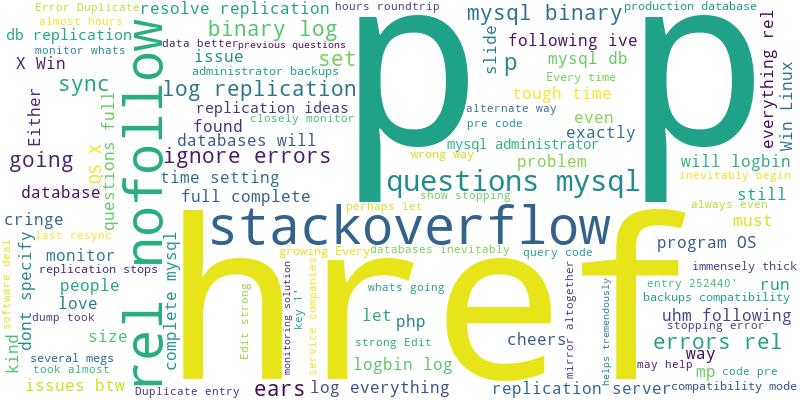 Error Duplicate
resolve replication
hours roundtrip
mysql binary
production database
almost hours
db replication
binary log
data better
previous questions
slide
following ive
monitor whats
issue
set
p
mysql db
X Win
administrator backups
p
p
Every time
sync
log replication
tough time
everything rel
Win Linux
replication ideas
alternate way
even
Either
found
closely monitor
pre code
exactly
databases will
mysql administrator
going
OS X
questions full
nofollow
ignore errors
wrong way
problem
will logbin
time setting
questions mysql
inevitably begin
database
full complete
show stopping
still
cringe
perhaps let
always even
stackoverflow
must
last resync
program OS
monitor
growing Every
databases inevitably
query code
replication stops
href
immensely thick
people
whats going
entry 252440'
run
love
let
backups compatibility
dump took
php
uhm following
software deal
dont specify
rel
complete mysql
Edit strong
monitoring solution
key 1'
service companies
strong Edit
cheers
mirror altogether
helps tremendously
stopping error
size
errors rel
kind
several megs
logbin log
way
took almost
may help
issues btw
Duplicate entry
ears
log everything
replication server
mp
code pre
compatibility mode